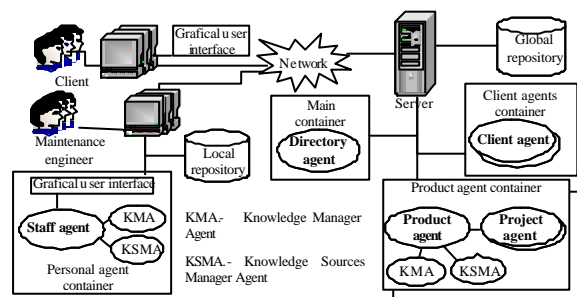 Grafical user
interface
Client
Network
Server
Global
repository
Maintenance
engineer
Local
repository
Main
container
Directory
agent
Client agents
container
Client agent
Grafical user interface
Staff agent
KMA
KSMA
Personal agent
container
KMA.- Knowledge Manager
Agent
KSMA.- Knowledge Sources
Manager Agent
Product agent container
Product
agent
Project
agent
KMA
KSMA